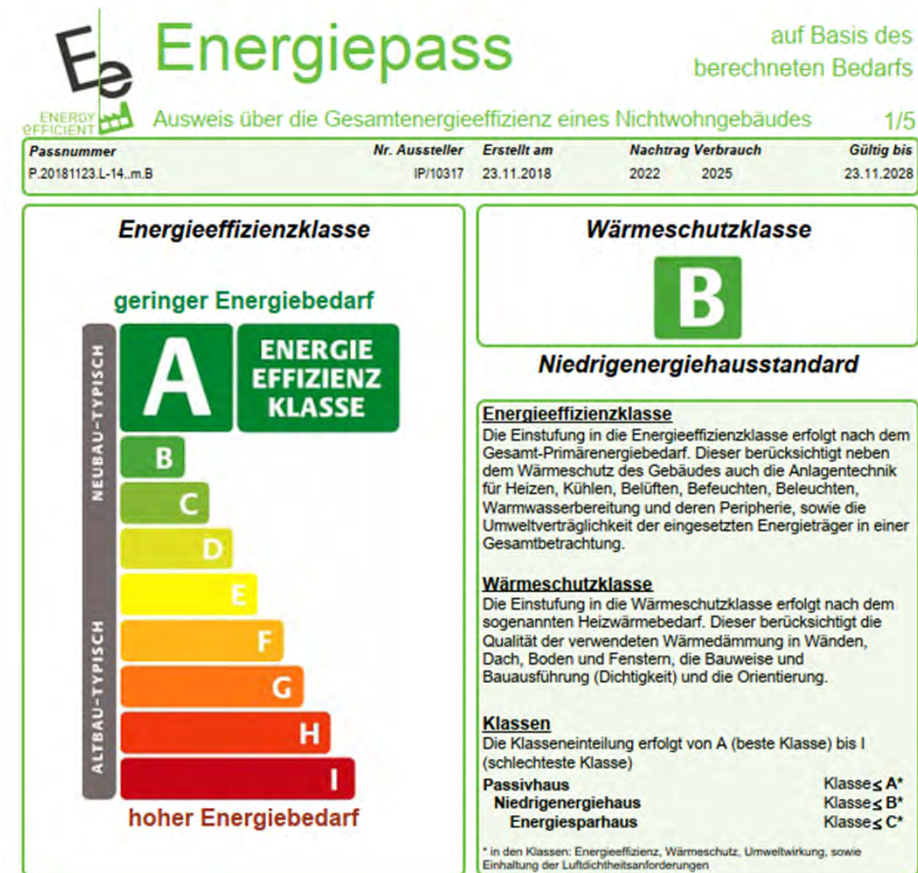 Ee
ENERGY
eFFICIENT
Energiepass
auf Basis des
berechneten Bedarfs
Ausweis über die Gesamtenergieeffizienz eines Nichtwohngebäudes
1/5
Passnummer Nr. Aussteller Erstellt am Nachtrag Verbrauch Gültig bis
P.20181123.L-14..m.B IP/10317 23.11.2018 2022 2025 23.11.2028
Energieeffizienzklasse
geringer Energiebedarf
NEUBAU-TYPISCH
ALTBAU-TYPISCH
A
ENERGIE
EFFIZIENZ
KLASSE
B
C
D
E
F
G
H
I
hoher Energiebedarf
Wärmeschutzklasse
B
Niedrigenergiehausstandard
Energieeffizienzklasse
Die Einstufung in die Energieeffizienzklasse erfolgt nach dem
Gesamt-Primärenergiebedarf. Dieser berücksichtigt neben
dem Wärmeschutz des Gebäudes auch die Anlagentechnik
für Heizen, Kühlen, Belüften, Befeuchten, Beleuchten,
Warmwasserbereitung und deren Peripherie, sowie die
Umweltverträglichkeit der eingesetzten Energieträger in einer
Gesamtbetrachtung.
Wärmeschutzklasse
Die Einstufung in die Wärmeschutzklasse erfolgt nach dem
sogenannten Heizwärmebedarf. Dieser berücksichtigt die
Qualität der verwendeten Wärmedämmung in Wänden,
Dach, Boden und Fenstern, die Bauweise und
Bauausführung (Dichtigkeit) und die Orientierung.
Klassen
Die Klasseneinteilung erfolgt von A (beste Klasse) bis I
(schlechteste Klasse)
Passivhaus Klasse ≤ A*
Niedrigenergiehaus Klasse ≤ B*
Energiesparhaus Klasse ≤ C*
* in den Klassen: Energieeffizienz, Wärmeschutz, Umweltwirkung, sowie
Einhaltung der Luftdichtheitsanforderungen